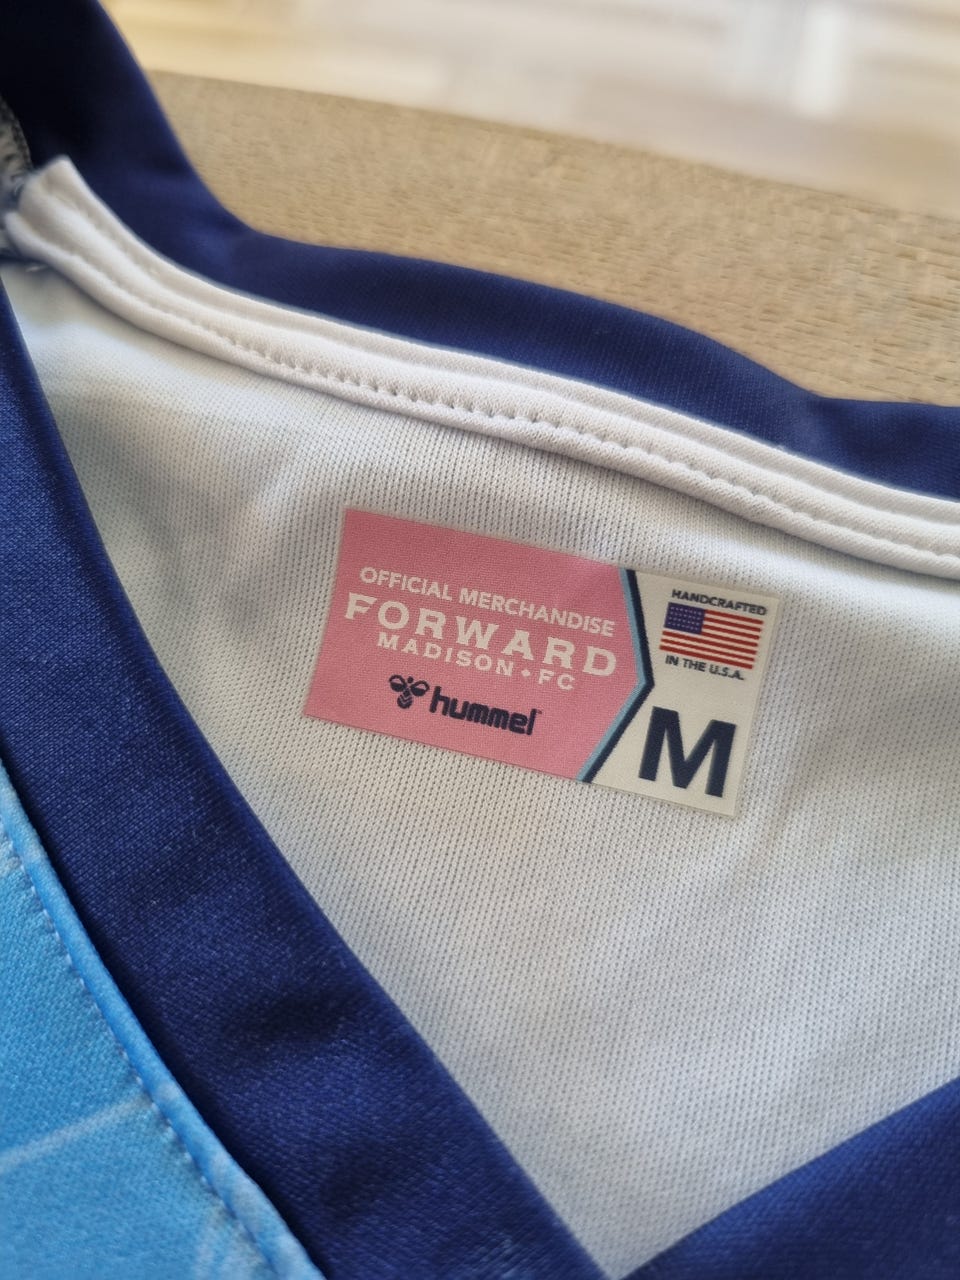 OFFICIAL MERCHANDISE
FORWARD
MADISON • FC
hummel
HANDCRAFTED
IN THE U.S.A.
M